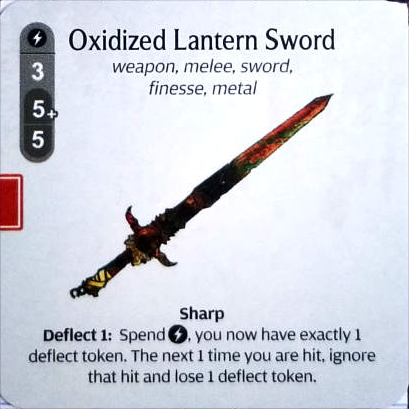 Oxidized Lantern Sword
weapon, melee, sword,
finesse, metal
3
5+
5
Sharp
Deflect 1: Spend , you now have exactly 1
deflect token. The next 1 time you are hit, ignore
that hit and lose 1 deflect token.